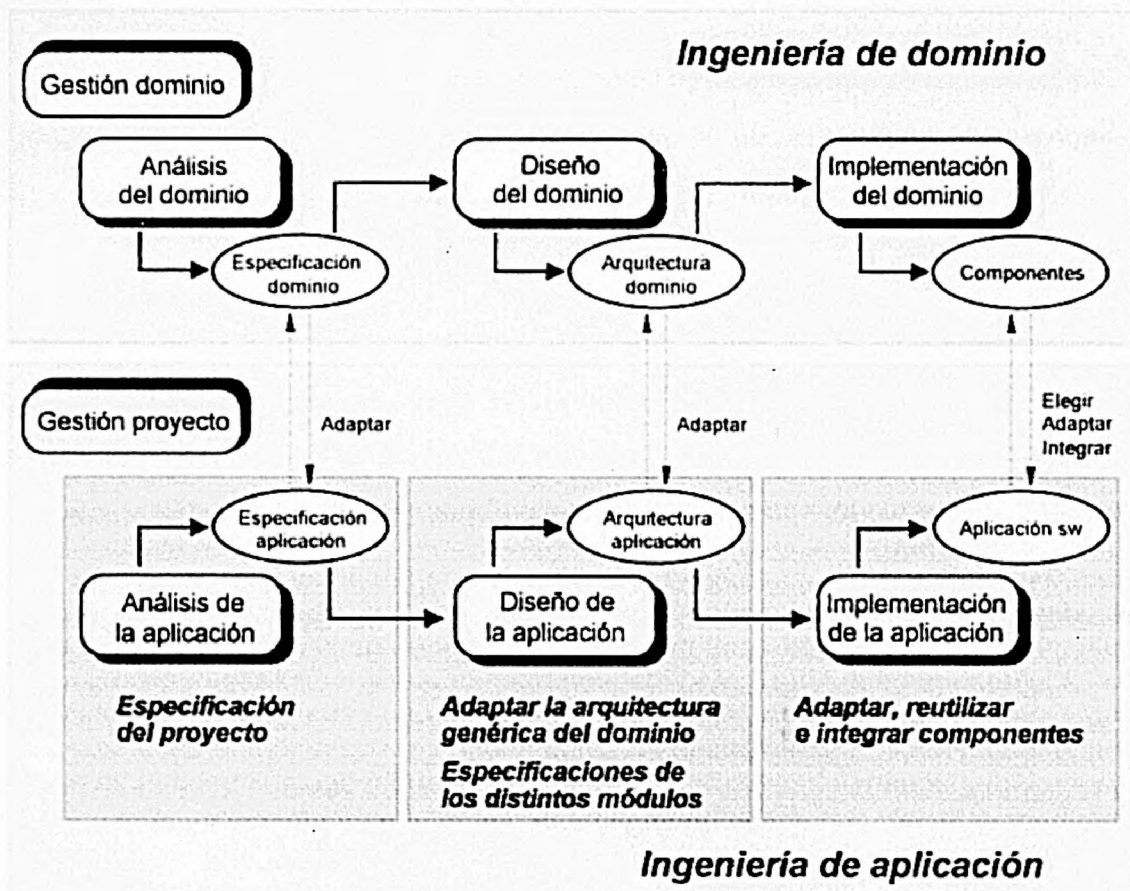 Ingeniería de dominio
Gestión dominio
Análisis
del dominio
Diseño
del dominio
Implementación
del dominio
Especificación
dominio
Arquitectura
dominio
Componentes
Gestión proyecto
Adaptar
Adaptar
Elegir
Adaptar
Integrar
Especificación
aplicación
Arquitectura
aplicación
Aplicación sw
Análisis de
la aplicación
Diseño de
la aplicación
Implementación
de la aplicación
Especificación
del proyecto
Adaptar la arquitectura
genérica del dominio
Especificaciones de
los distintos módulos
Adaptar, reutilizar
e integrar componentes
Ingeniería de aplicación